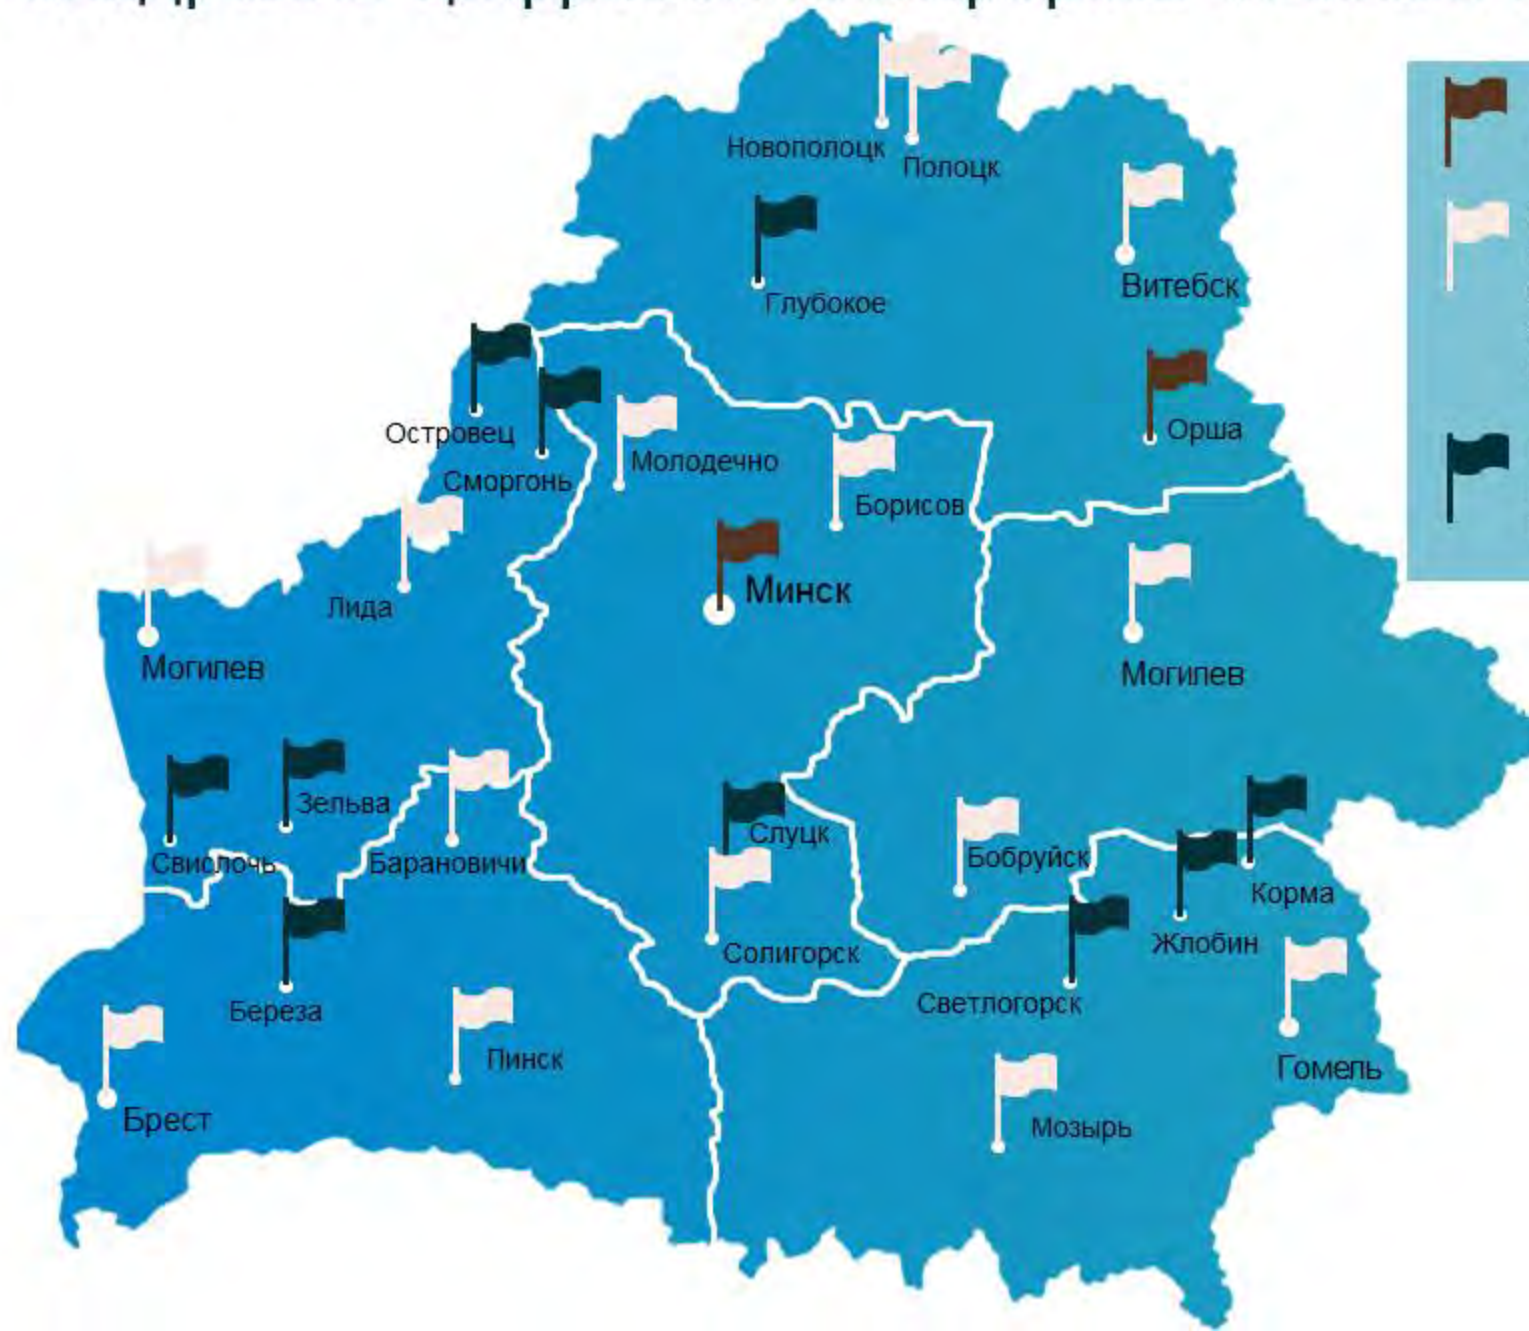 Новополоцк
Полоцк
Витебск
Глубокое
Орша
Островец
Сморгонь
Молодечно
Борисов
Минск
Лида
Могилев
Могилев
Зельва
Свислочь
Барановичи
Слуцк
Бобруйск
Корма
Жлобин
Солигорск
Светлогорск
Береза
Пинск
Гомель
Брест
Мозырь